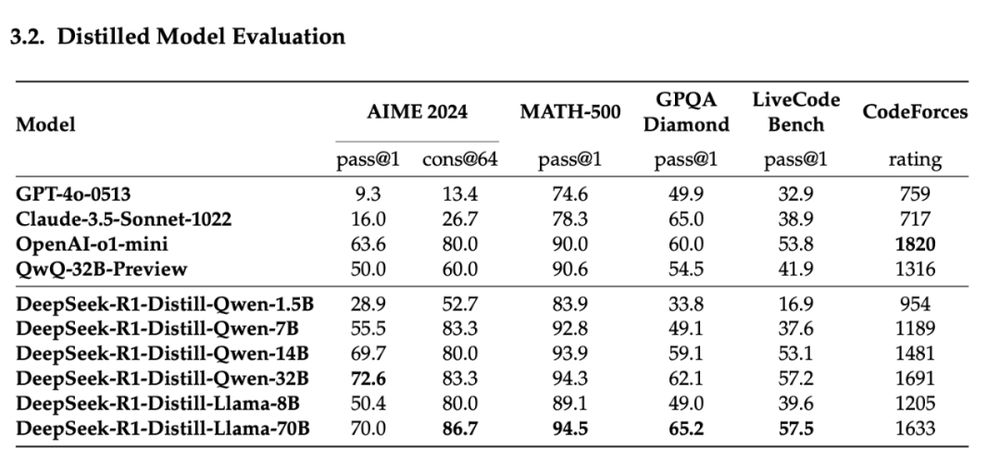 3.2. Distilled Model Evaluation
Model AIME 2024 MATH-500 GPQA Diamond LiveCode Bench CodeForces
pass@1 cons@64 pass@1 pass@1 pass@1 rating
GPT-4o-0513 9.3 13.4 74.6 49.9 32.9 759
Claude-3.5-Sonnet-1022 16.0 26.7 78.3 65.0 38.9 717
OpenAI-o1-mini 63.6 80.0 90.0 60.0 53.8 1820
QwQ-32B-Preview 50.0 60.0 90.6 54.5 41.9 1316
DeepSeek-R1-Distill-Qwen-1.5B 28.9 52.7 83.9 33.8 16.9 954
DeepSeek-R1-Distill-Qwen-7B 55.5 83.3 92.8 49.1 37.6 1189
DeepSeek-R1-Distill-Qwen-14B 69.7 80.0 93.9 59.1 53.1 1481
DeepSeek-R1-Distill-Qwen-32B 72.6 83.3 94.3 62.1 57.2 1691
DeepSeek-R1-Distill-Llama-8B 50.4 80.0 89.1 49.0 39.6 1205
DeepSeek-R1-Distill-Llama-70B 70.0 86.7 94.5 65.2 57.5 1633